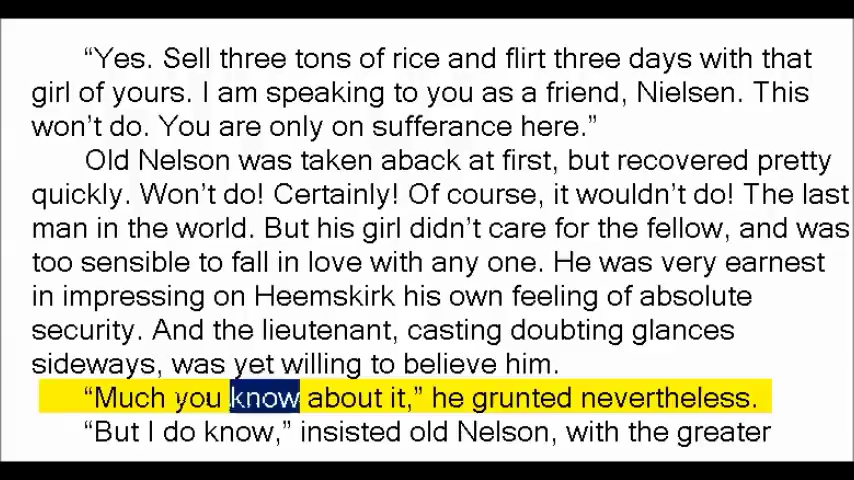 “Yes. Sell three tons of rice and flirt three days with that
girl of yours. I am speaking to you as a friend, Nielsen. This
won’t do. You are only on sufferance here.”
Old Nelson was taken aback at first, but recovered pretty
quickly. Won’t do! Certainly! Of course, it wouldn’t do! The last
man in the world. But his girl didn’t care for the fellow, and was
too sensible to fall in love with any one. He was very earnest
in impressing on Heemskirk his own feeling of absolute
security. And the lieutenant, casting doubting glances
sideways, was yet willing to believe him.
“Much you know about it,” he grunted nevertheless.
“But I do know,” insisted old Nelson, with the greater